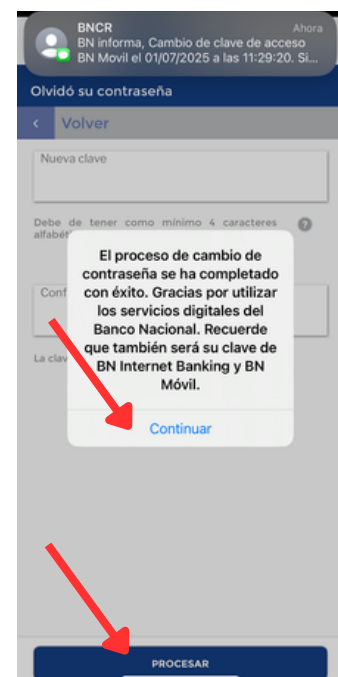 BNCR
Ahora
BN informa, Cambio de clave de acceso
BN Movil el 01/07/2025 a las 11:29:20. Si...
Olvidó su contraseña
< Volver
Nueva clave
Debe de tener como mínimo 4 caracteres
alfabét
El proceso de cambio de
contraseña se ha completado
con éxito. Gracias por utilizar
los servicios digitales del
Banco Nacional. Recuerde
que también será su clave de
BN Internet Banking y BN
Móvil.
Conf
La clav
Continuar
PROCESAR